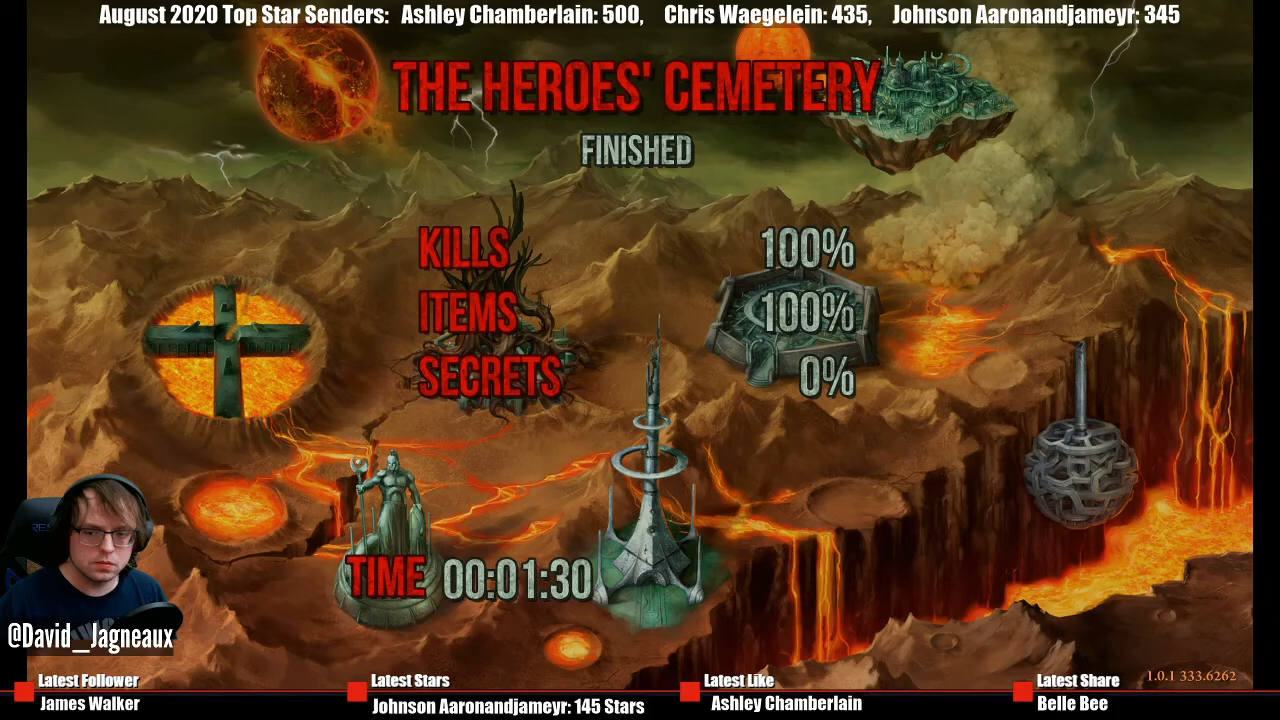 August 2020 Top Star Senders: Ashley Chamberlain: 500, Chris Waegelein: 435, Johnson Aaronandjameyr: 345
THE HEROES' CEMETERY
FINISHED
KILLS 100%
ITEMS 100%
SECRETS 0%
TIME 00:01:30
@David_Jagneaux
Latest Follower Latest Stars Latest Like Latest Share
James Walker Johnson Aaronandjameyr: 145 Stars Ashley Chamberlain Belle Bee
1.0.1 333.6262